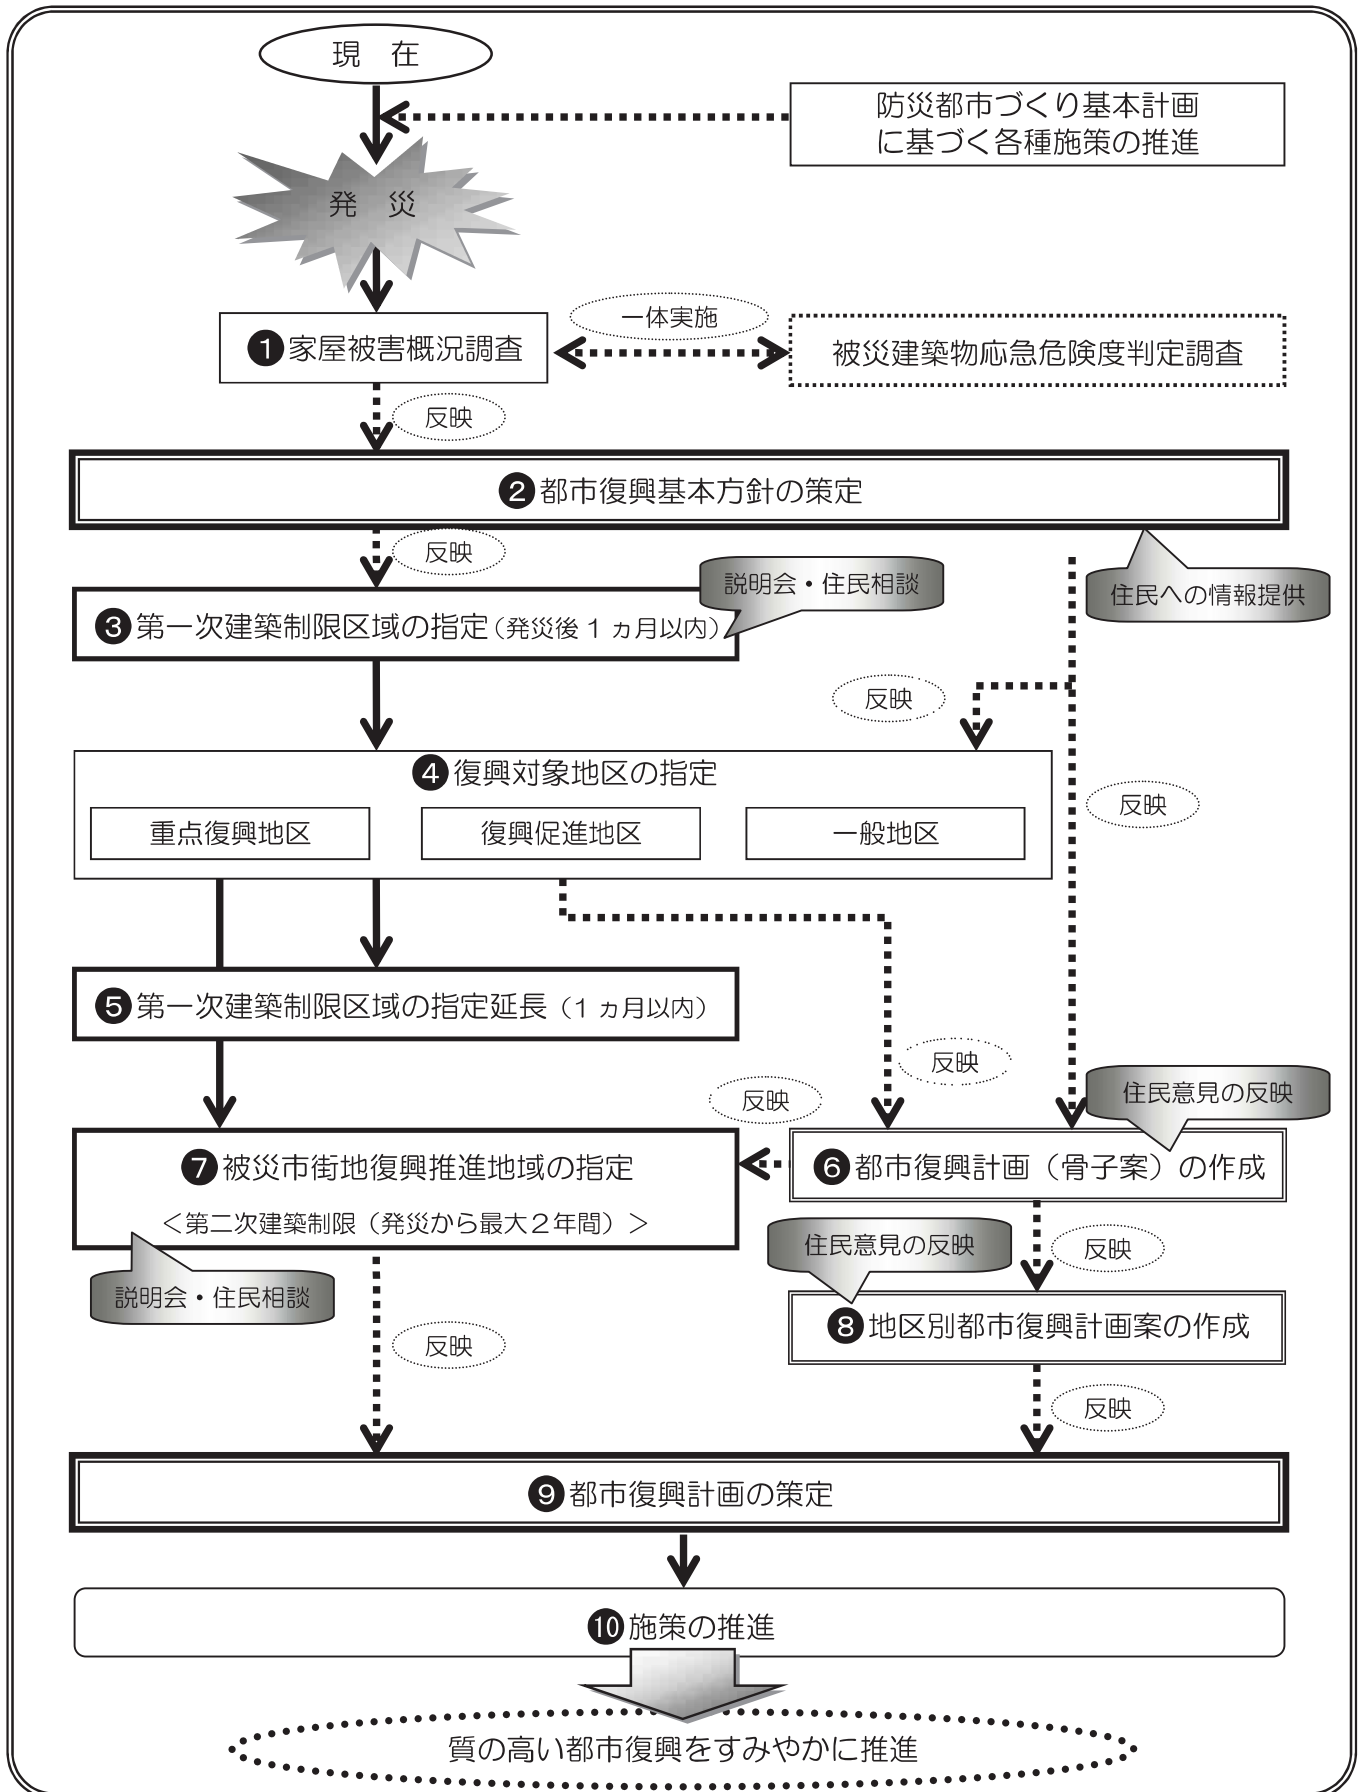 現 在
防災都市づくり基本計画
に基づく各種施策の推進
発 災
一体実施
❶家屋被害概況調査
被災建築物応急危険度判定調査
反映
❷都市復興基本方針の策定
反映
説明会・住民相談
住民への情報提供
❸第一次建築制限区域の指定(発災後1ヵ月以内)
反映
❹復興対象地区の指定
反映
重点復興地区
復興促進地区
一般地区
❺第一次建築制限区域の指定延長(1ヵ月以内)
反映
反映
住民意見の反映
❼被災市街地復興推進地域の指定
❻都市復興計画(骨子案)の作成
<第二次建築制限(発災から最大2年間)>
住民意見の反映
反映
説明会・住民相談
❽地区別都市復興計画案の作成
反映
反映
❾都市復興計画の策定
❿施策の推進
質の高い都市復興をすみやかに推進